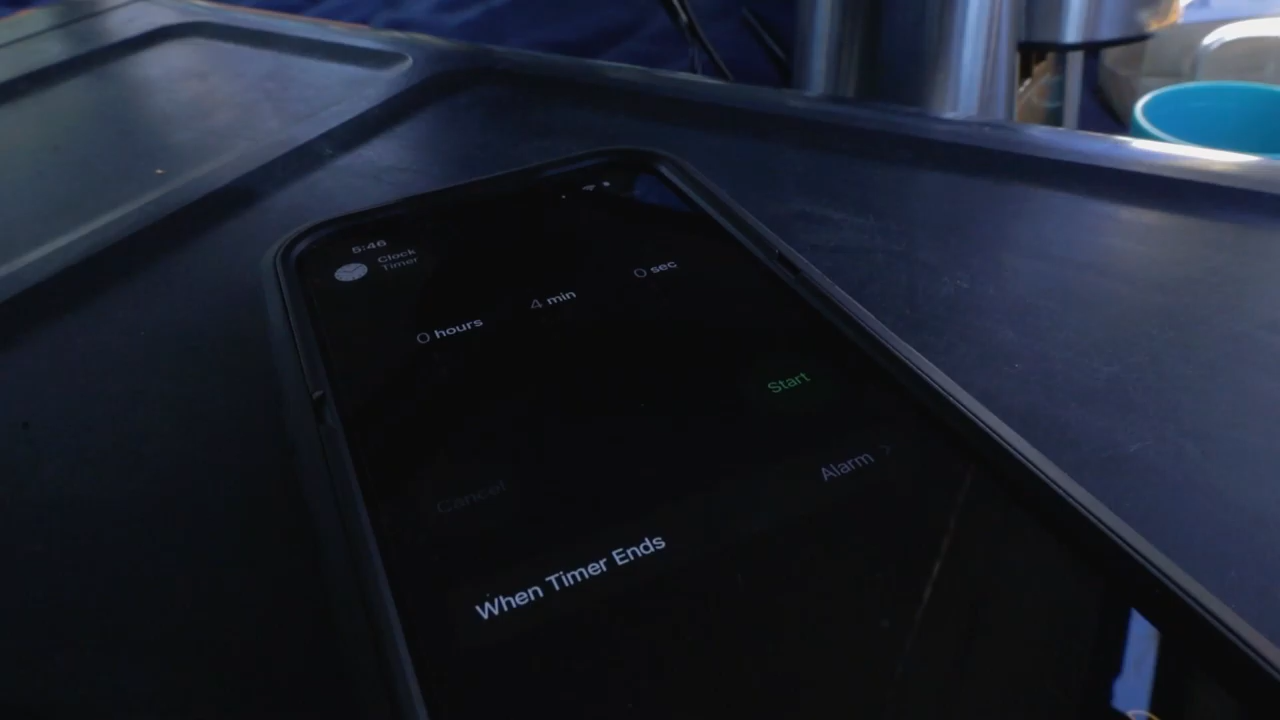 5:46
Clock
Timer
0 hours 4 min 0 sec
Cancel Start
When Timer Ends Alarm >